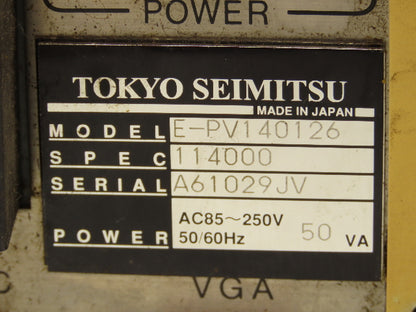 POWER
TOKYO SEIMITSU
MADE IN JAPAN
MODEL E-PV140126
SPEC 114000
SERIAL A61029JV
AC85~250V
POWER 50/60Hz 50 VA
C VGA